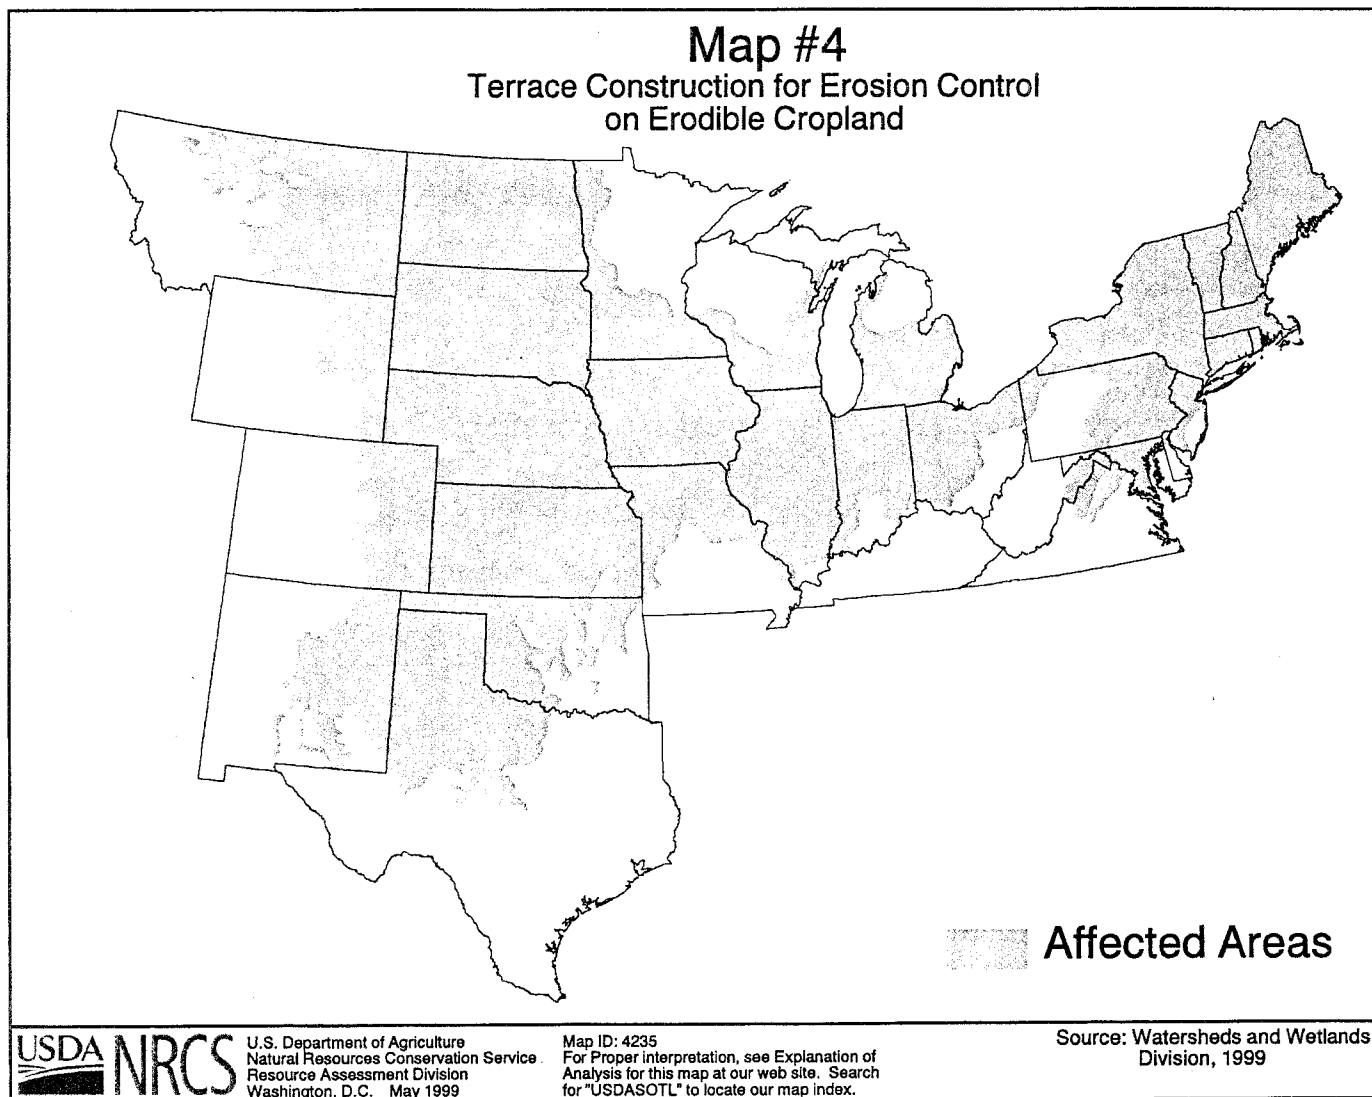 Map #4
Terrace Construction for Erosion Control
on Erodible Cropland
Affected Areas
USDA
NRCS
U.S. Department of Agriculture
Natural Resources Conservation Service
Resource Assessment Division
Washington, D.C. May 1999
Map ID: 4235
For Proper interpretation, see Explanation of
Analysis for this map at our web site. Search
for "USDASOTL" to locate our map index.
Source: Watersheds and Wetlands
Division, 1999